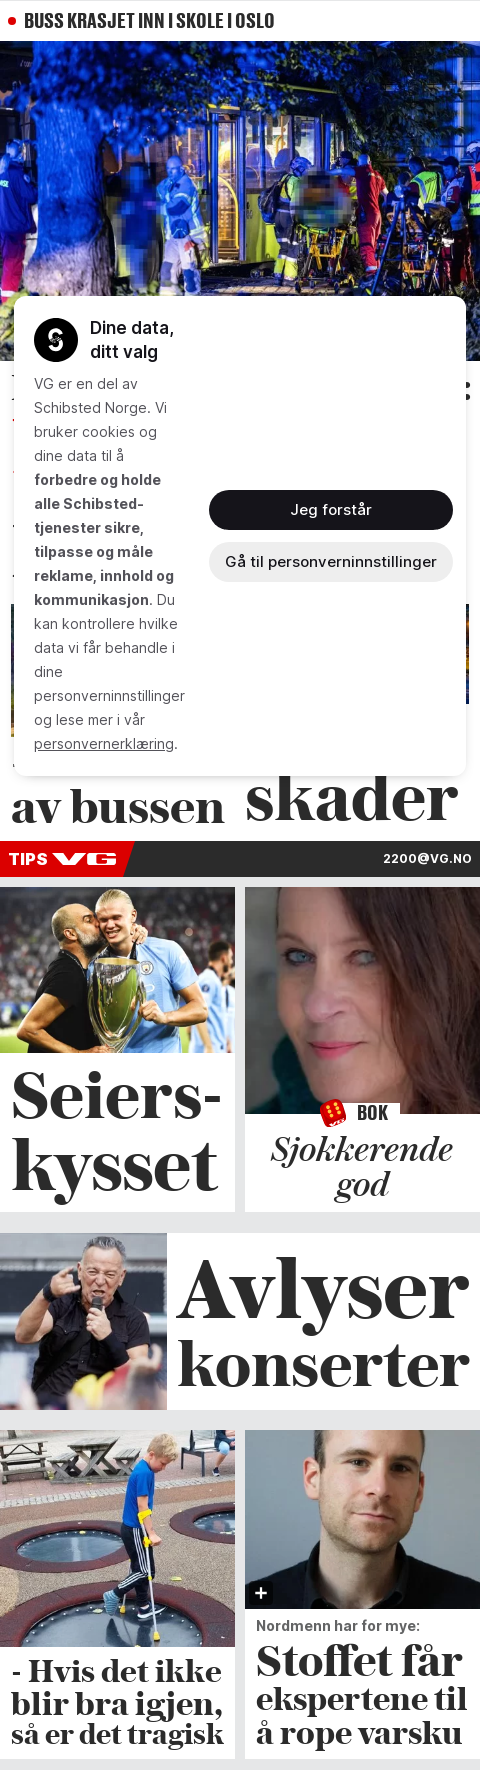 BUSS KRASJET INN I SKOLE I OSLO
Dine data,
ditt valg
VG er en del av
Schibsted Norge. Vi
bruker cookies og
dine data til å
forbedre og holde
alle Schibsted-
tjenester sikre,
tilpasse og måle
reklame, innhold og
kommunikasjon. Du
kan kontrollere hvilke
data vi får behandle i
dine
personverninnstillinger
og lese mer i vår
personvernerklæring.
Jeg forstår
Gå til personverninnstillinger
av bussen
skader
TIPS VG
2200@VG.NO
Seiers-
kysset
BOK
Sjokkerende
god
Avlyser
konserter
- Hvis det ikke
blir bra igjen,
så er det tragisk
Nordmenn har for mye:
Stoffet får
ekspertene til
å rope varsku